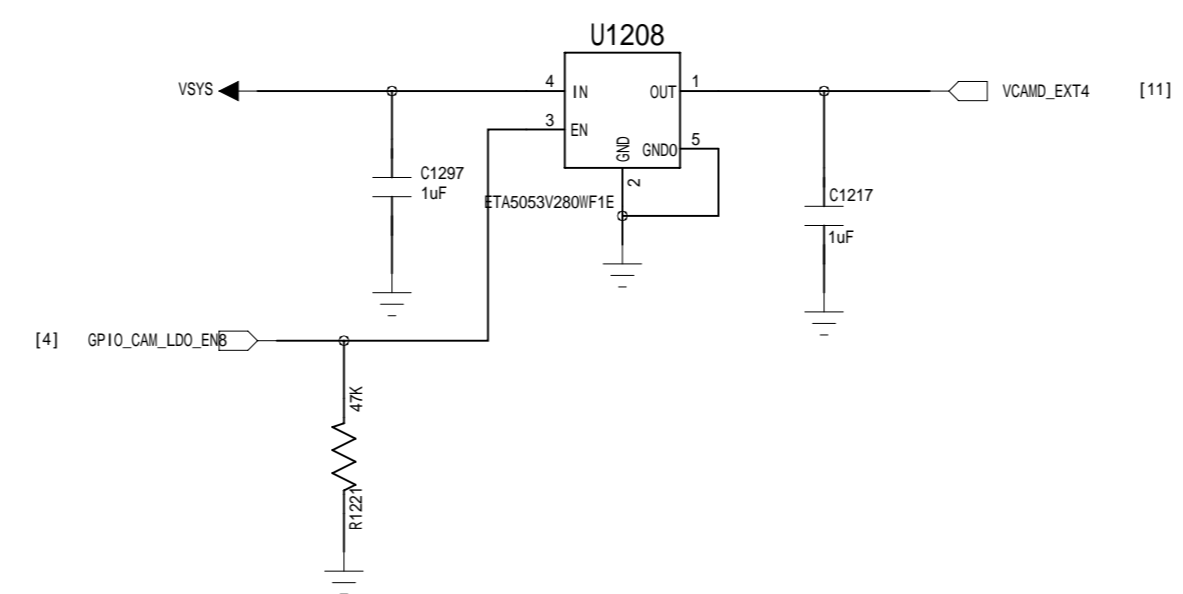 U1208
VSYS
4
IN
OUT
1
VCAMD_EXT4
[11]
3
EN
GND
GND0
5
2
C1297
1uF
ETA5053V280WF1E
C1217
1uF
[4]
GPIO_CAM_LDO_EN8
47K
R1221